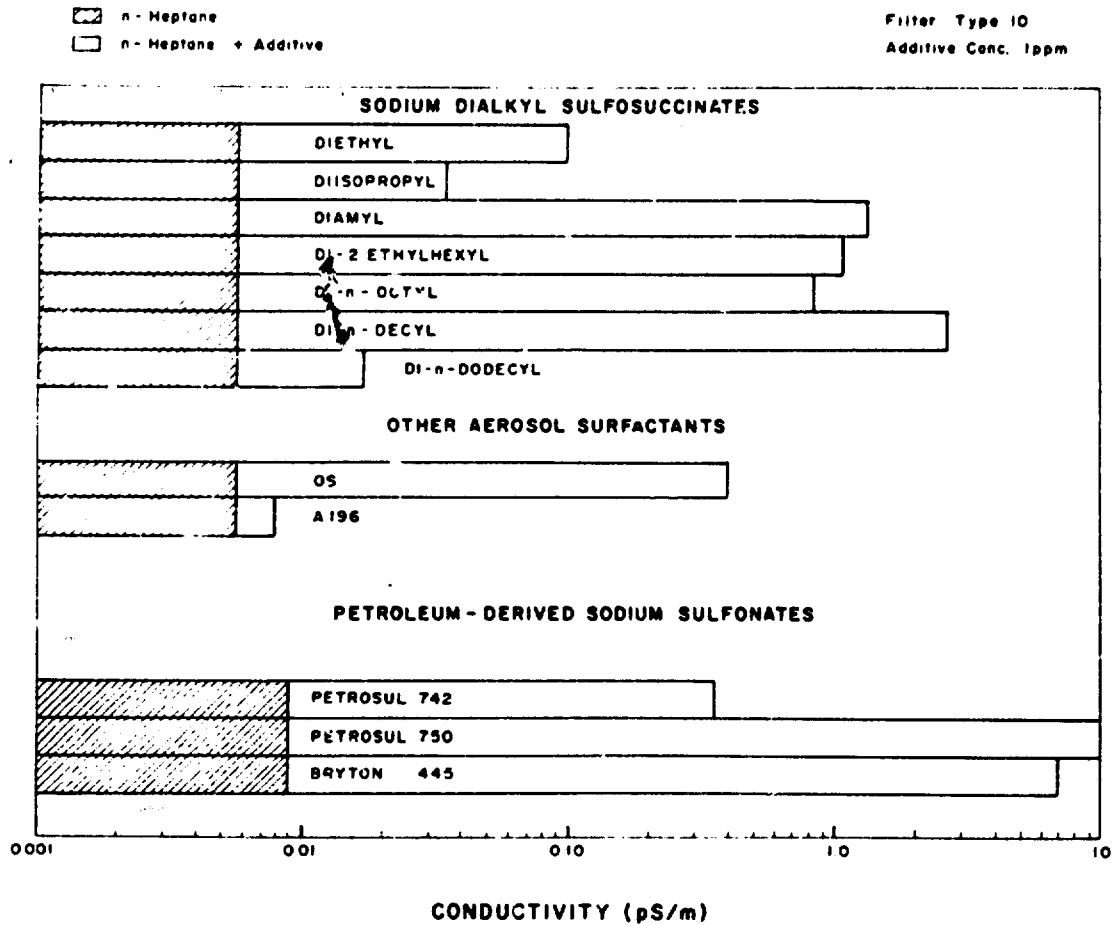 n - Heptane
n - Heptane + Additive
Filter Type 10
Additive Conc. 1ppm
SODIUM DIALKYL SULFOSUCCINATES
DIETHYL
DIISOPROPYL
DIAMYL
DI-2 ETHYLHEXYL
DI-n-OCTYL
DI-n-DECYL
DI-n-DODECYL
OTHER AEROSOL SURFACTANTS
OS
A196
PETROLEUM-DERIVED SODIUM SULFONATES
PETROSUL 742
PETROSUL 750
BRYTON 445
0.001 0.01 0.10 1.0 10
CONDUCTIVITY (pS/m)